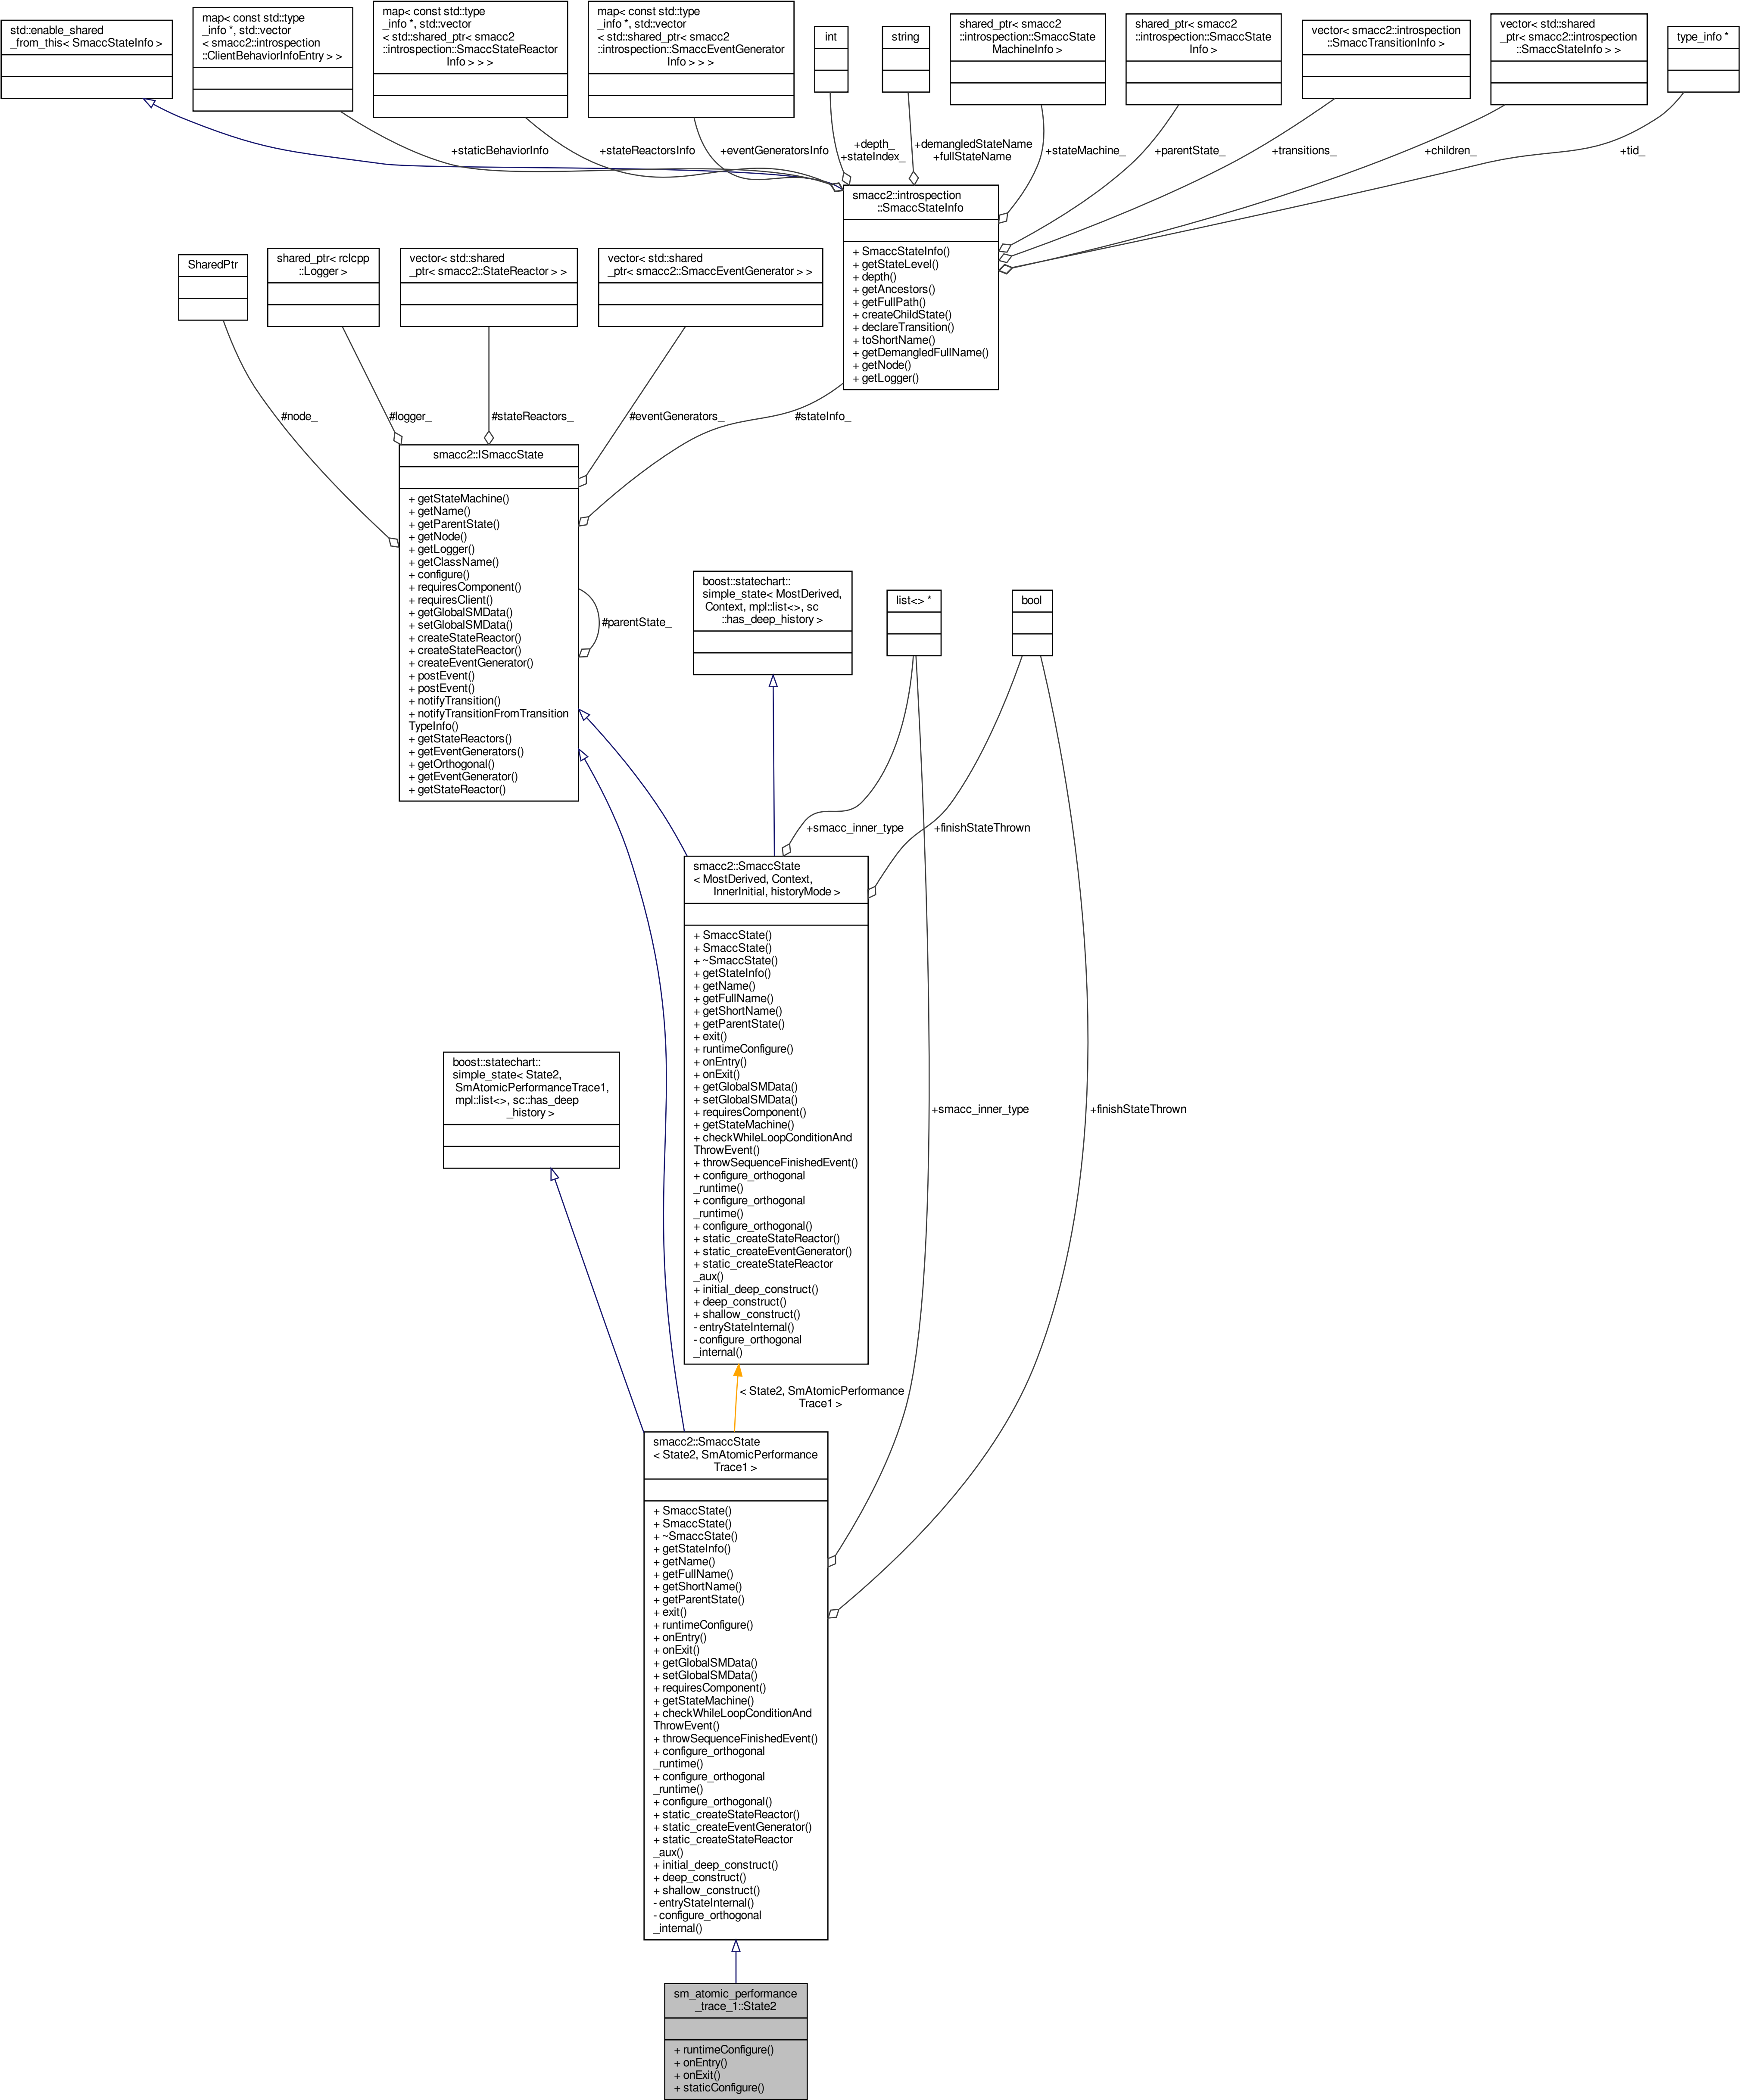 std::enable_shared
_from_this< SmaccStateInfo >
map< const std::type
_info *, std::vector
< smacc2::introspection
::ClientBehaviorInfoEntry > >
map< const std::type
_info *, std::vector
< std::shared_ptr< smacc2
::introspection::SmaccStateReactor
Info > > >
map< const std::type
_info *, std::vector
< std::shared_ptr< smacc2
::introspection::SmaccEventGenerator
Info > > >
int
string
shared_ptr< smacc2
::introspection::SmaccState
MachineInfo >
shared_ptr< smacc2
::introspection::SmaccState
Info >
vector< smacc2::introspection
::SmaccTransitionInfo >
vector< std::shared
_ptr< smacc2::introspection
::SmaccStateInfo > >
type_info *
+staticBehaviorInfo
+stateReactorsInfo
+eventGeneratorsInfo
+depth_
+stateIndex_
+demangledStateName
+fullStateName
+stateMachine_
+parentState_
+transitions_
+children_
+tid_
smacc2::introspection
::SmaccStateInfo
+ SmaccStateInfo()
+ getStateLevel()
+ depth()
+ getAncestors()
+ getFullPath()
+ createChildState()
+ declareTransition()
+ toShortName()
+ getDemangledFullName()
+ getNode()
+ getLogger()
SharedPtr
shared_ptr< rclcpp
::Logger >
vector< std::shared
_ptr< smacc2::StateReactor > >
vector< std::shared
_ptr< smacc2::SmaccEventGenerator > >
#node_
#logger_
#stateReactors_
#eventGenerators_
#stateInfo_
smacc2::ISmaccState
+ getStateMachine()
+ getName()
+ getParentState()
+ getNode()
+ getLogger()
+ getClassName()
+ configure()
+ requiresComponent()
+ requiresClient()
+ getGlobalSMData()
+ setGlobalSMData()
+ createStateReactor()
+ createStateReactor()
+ createEventGenerator()
+ postEvent()
+ postEvent()
+ notifyTransition()
+ notifyTransitionFromTransition
TypeInfo()
+ getStateReactors()
+ getEventGenerators()
+ getOrthogonal()
+ getEventGenerator()
+ getStateReactor()
#parentState_
boost::statechart::
simple_state< MostDerived,
Context, mpl::list<>, sc
::has_deep_history >
list<> *
bool
+smacc_inner_type
+finishStateThrown
smacc2::SmaccState
< MostDerived, Context,
InnerInitial, historyMode >
+ SmaccState()
+ SmaccState()
+ ~SmaccState()
+ getStateInfo()
+ getName()
+ getFullName()
+ getShortName()
+ getParentState()
+ exit()
+ runtimeConfigure()
+ onEntry()
+ onExit()
+ getGlobalSMData()
+ setGlobalSMData()
+ requiresComponent()
+ getStateMachine()
+ checkWhileLoopConditionAnd
ThrowEvent()
+ throwSequenceFinishedEvent()
+ configure_orthogonal
_runtime()
+ configure_orthogonal
_runtime()
+ configure_orthogonal()
+ static_createStateReactor()
+ static_createEventGenerator()
+ static_createStateReactor
_aux()
+ initial_deep_construct()
+ deep_construct()
+ shallow_construct()
- entryStateInternal()
- configure_orthogonal
_internal()
boost::statechart::
simple_state< State2,
SmAtomicPerformanceTrace1,
mpl::list<>, sc::has_deep
_history >
+smacc_inner_type
+finishStateThrown
< State2, SmAtomicPerformance
Trace1 >
smacc2::SmaccState
< State2, SmAtomicPerformance
Trace1 >
+ SmaccState()
+ SmaccState()
+ ~SmaccState()
+ getStateInfo()
+ getName()
+ getFullName()
+ getShortName()
+ getParentState()
+ exit()
+ runtimeConfigure()
+ onEntry()
+ onExit()
+ getGlobalSMData()
+ setGlobalSMData()
+ requiresComponent()
+ getStateMachine()
+ checkWhileLoopConditionAnd
ThrowEvent()
+ throwSequenceFinishedEvent()
+ configure_orthogonal
_runtime()
+ configure_orthogonal
_runtime()
+ configure_orthogonal()
+ static_createStateReactor()
+ static_createEventGenerator()
+ static_createStateReactor
_aux()
+ initial_deep_construct()
+ deep_construct()
+ shallow_construct()
- entryStateInternal()
- configure_orthogonal
_internal()
sm_atomic_performance
_trace_1::State2
+ runtimeConfigure()
+ onEntry()
+ onExit()
+ staticConfigure()